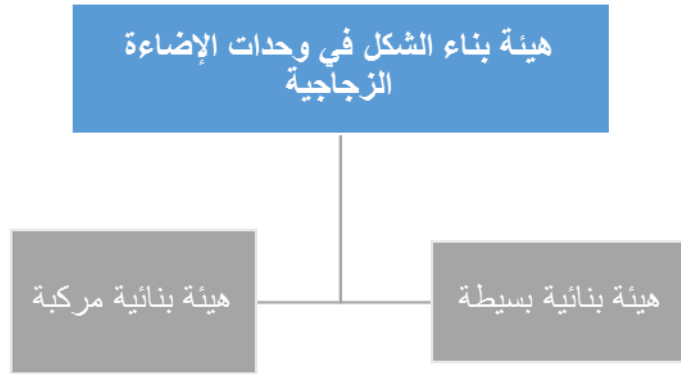 هيئة بناء الشكل في وحدات الإضاءة
الزجاجية
هيئة بنائية بسيطة
هيئة بنائية مركبة